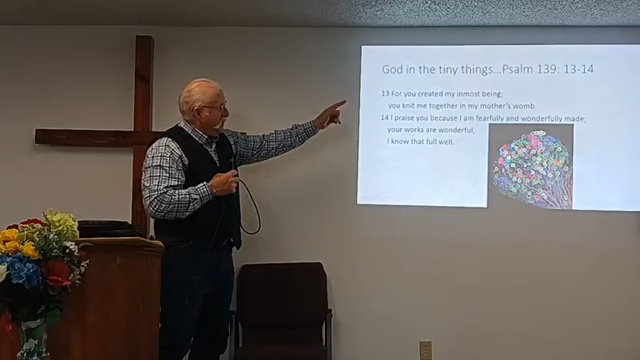 God in the tiny things...Psalm 139: 13-14
13 For you created my inmost being;
you knit me together in my mother's womb.
14 I praise you because I am fearfully and wonderfully made;
your works are wonderful,
I know that full well.